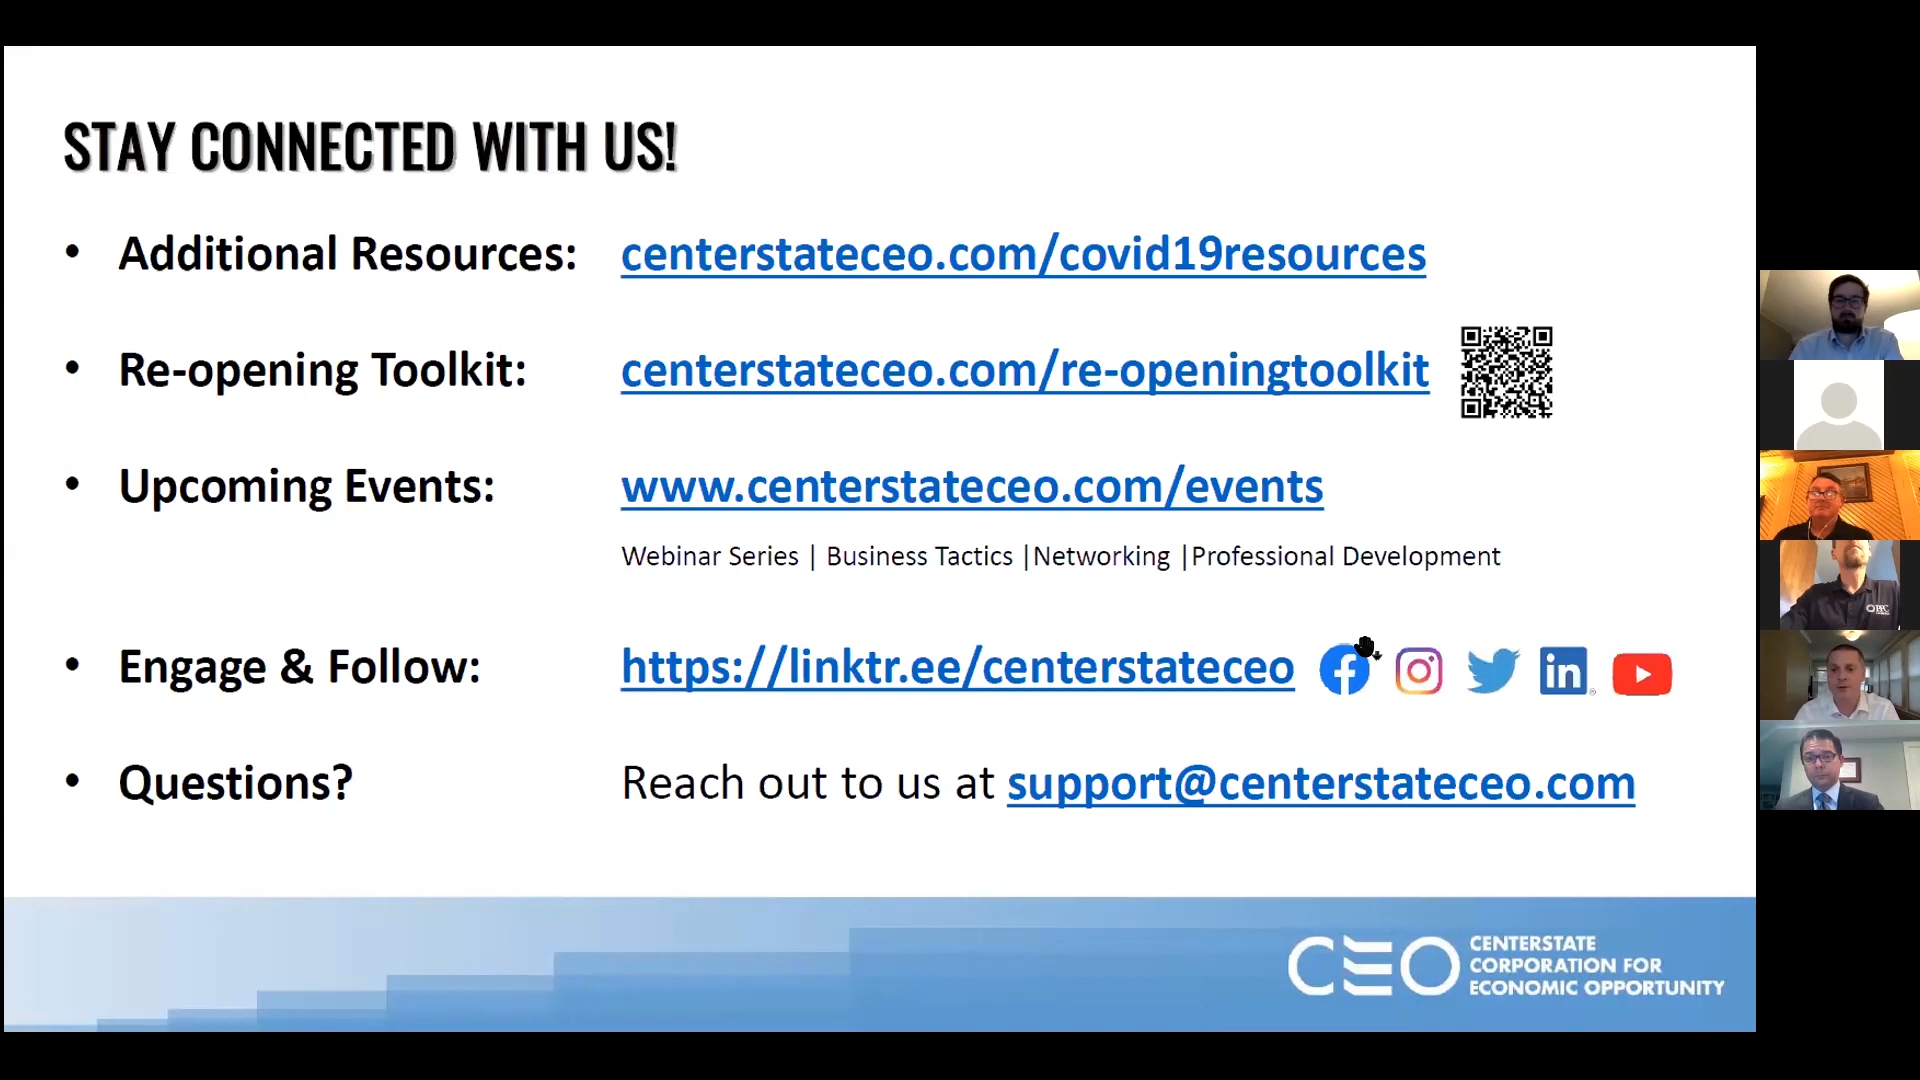 STAY CONNECTED WITH US!
• Additional Resources: centerstateceo.com/covid19resources
• Re-opening Toolkit: centerstateceo.com/re-openingtoolkit
• Upcoming Events: www.centerstateceo.com/events
Webinar Series | Business Tactics |Networking |Professional Development
• Engage & Follow: https://linktr.ee/centerstateceo
in
• Questions? Reach out to us at support@centerstateceo.com
CEO CENTERSTATE
CORPORATION FOR
ECONOMIC OPPORTUNITY